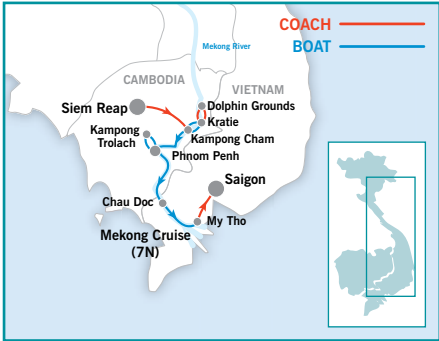 COACH
BOAT
Mekong River
CAMBODIA
VIETNAM
Siem Reap
Dolphin Grounds
Kratie
Kampong
Trolach
Kampong Cham
Phnom Penh
Saigon
Chau Doc
My Tho
Mekong Cruise
(7N)